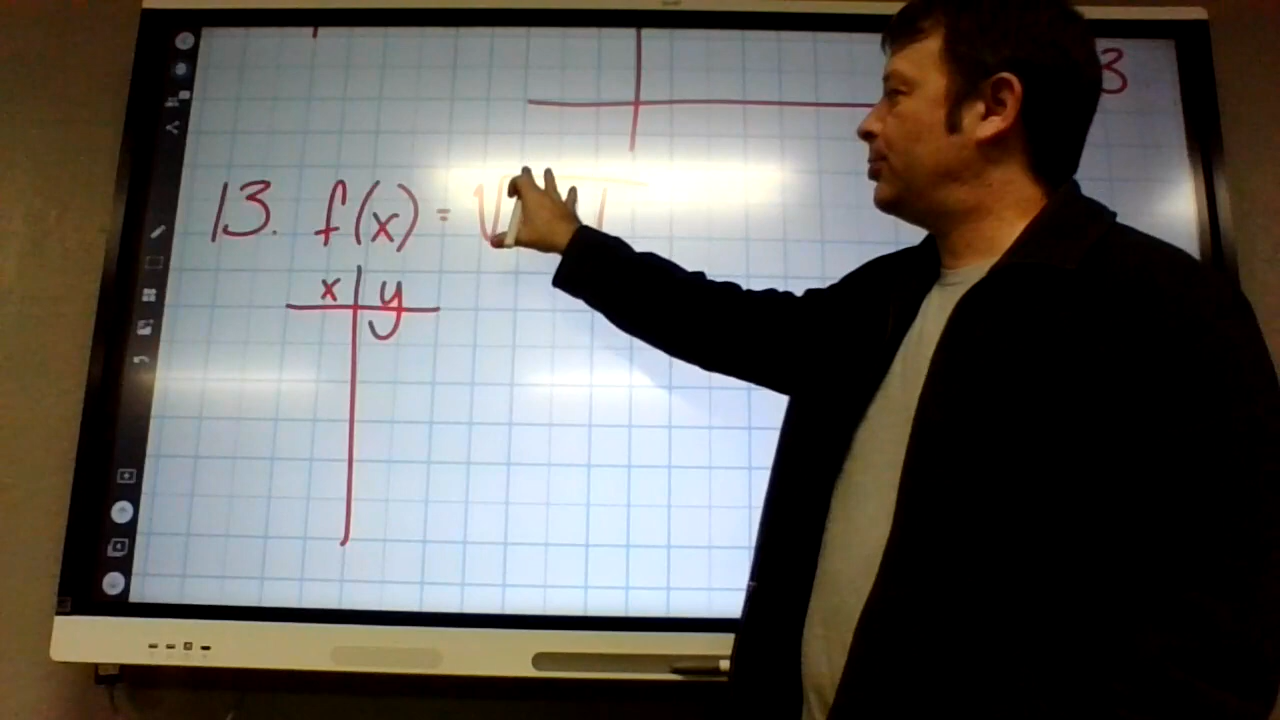 3
13. f(x) = √
x y